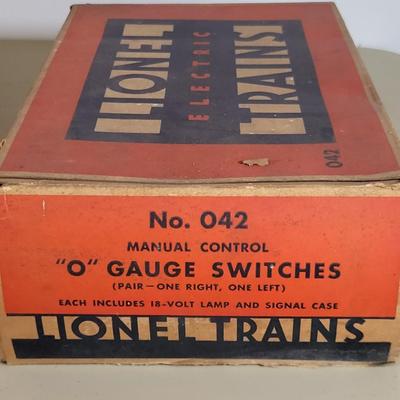 LIONEL
ELECTRIC
TRAINS
042
No. 042
MANUAL CONTROL
"O" GAUGE SWITCHES
(PAIR—ONE RIGHT, ONE LEFT)
EACH INCLUDES 18-VOLT LAMP AND SIGNAL CASE
LIONEL TRAINS